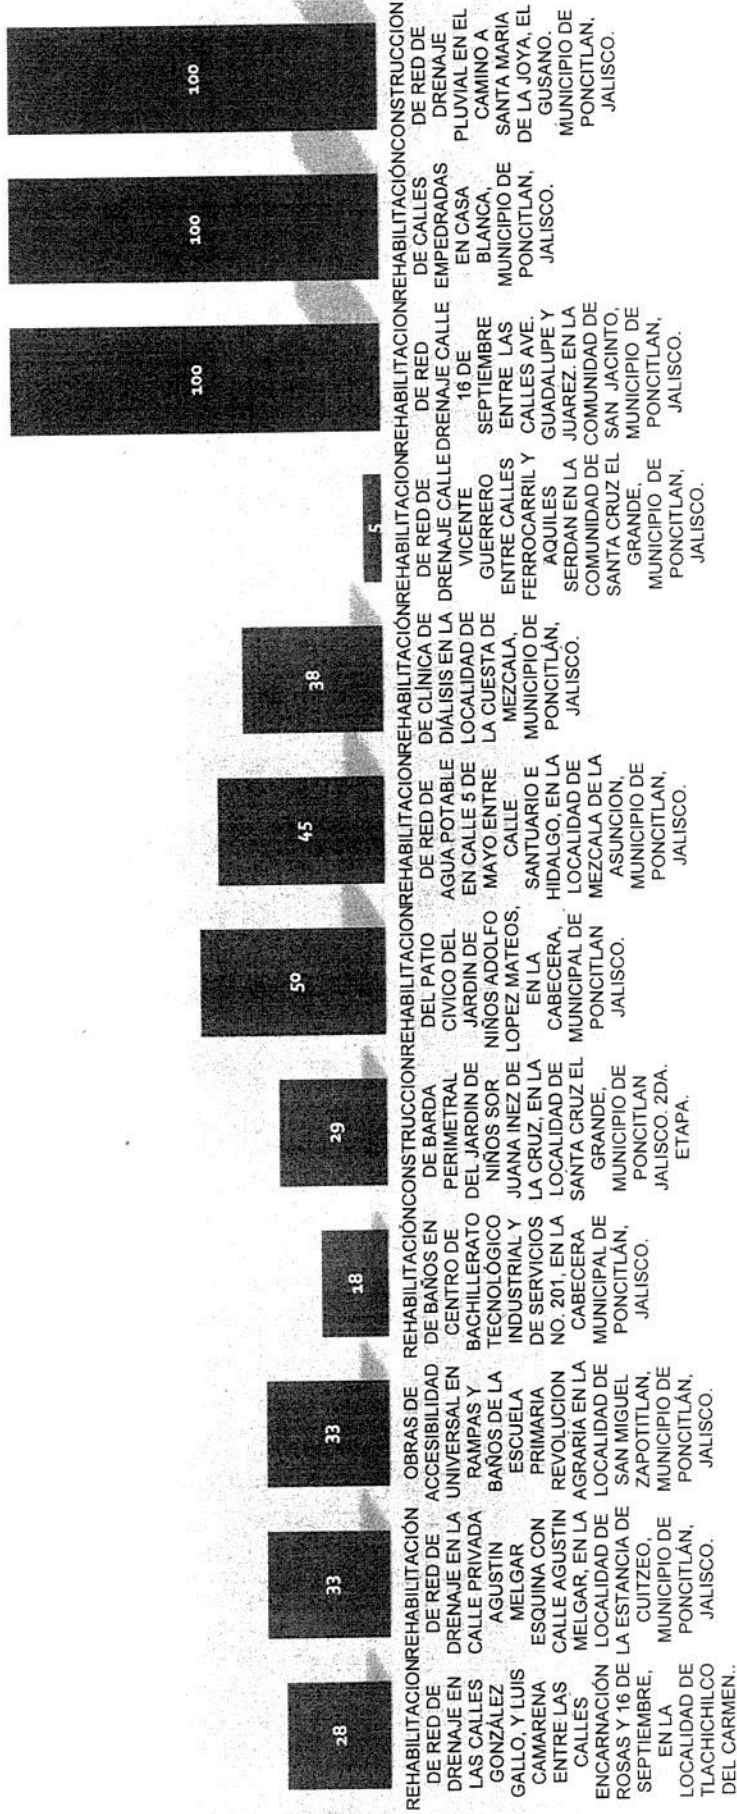 28
33
33
18
29
50
45
38
5
100
100
100
REHABILITACION
DE RED DE
DRENAJE EN
LAS CALLES
GONZÁLEZ
GALLO, Y LUIS
CAMARENA
ENTRE LAS
CALLES
ENCARNACIÓN
ROSAS Y 16 DE
SEPTIEMBRE,
EN LA
LOCALIDAD DE
TLACHICHILCO
DEL CARMEN..
REHABILITACIÓN
DE RED DE
DRENAJE EN LA
CALLE PRIVADA
AGUSTIN
MELGAR
ESQUINA CON
CALLE AGUSTIN
MELGAR, EN LA
LOCALIDAD DE
LA ESTANCIA DE
CUITZEO,
MUNICIPIO DE
PONCITLÁN,
JALISCO.
OBRAS DE
ACCESIBILIDAD
UNIVERSAL EN
RAMPAS Y
BAÑOS DE LA
ESCUELA
PRIMARIA
REVOLUCION
AGRARIA EN LA
LOCALIDAD DE
SAN MIGUEL
ZAPOTITLAN,
MUNICIPIO DE
PONCITLÁN,
JALISCO.
REHABILITACIÓN
DE BAÑOS EN
CENTRO DE
BACHILLERATO
TECNOLÓGICO
INDUSTRIAL Y
DE SERVICIOS
NO. 201, EN LA
CABECERA
MUNICIPAL DE
PONCITLÁN,
JALISCO.
CONSTRUCCION
DE BARDA
PERIMETRAL
DEL JARDIN DE
NIÑOS SOR
JUANA INEZ DE
LA CRUZ, EN LA
LOCALIDAD DE
SANTA CRUZ EL
GRANDE,
MUNICIPIO DE
PONCITLAN
JALISCO. 2DA.
ETAPA.
REHABILITACION
DEL PATIO
CIVICO DEL
JARDIN DE
NIÑOS ADOLFO
LOPEZ MATEOS,
EN LA
CABECERA,
MUNICIPAL DE
PONCITLAN
JALISCO.
REHABILITACION
DE RED DE
AGUA POTABLE
EN CALLE 5 DE
MAYO ENTRE
CALLE
SANTUARIO E
HIDALGO, EN LA
LOCALIDAD DE
MEZCALA DE LA
ASUNCION,
MUNICIPIO DE
PONCITLAN,
JALISCO.
REHABILITACIÓN
DE CLÍNICA DE
DIÁLISIS EN LA
LOCALIDAD DE
LA CUESTA DE
MEZCALA,
MUNICIPIO DE
PONCITLÁN,
JALISCO.
REHABILITACION
DE RED DE
DRENAJE CALLE
VICENTE
GUERRERO
ENTRE CALLES
FERROCARRIL Y
AQUILES
SERDAN EN LA
COMUNIDAD DE
SANTA CRUZ EL
GRANDE,
MUNICIPIO DE
PONCITLAN,
JALISCO.
REHABILITACION
DE RED
DRENAJE CALLE
16 DE
SEPTIEMBRE
ENTRE LAS
CALLES AVE.
GUADALUPE Y
JUAREZ. EN LA
COMUNIDAD DE
SAN JACINTO,
MUNICIPIO DE
PONCITLAN,
JALISCO.
REHABILITACIÓN
DE CALLES
EMPEDRADAS
EN CASA
BLANCA,
MUNICIPIO DE
PONCITLAN,
JALISCO.
CONSTRUCCION
DE RED DE
DRENAJE
PLUVIAL EN EL
CAMINO A
SANTA MARIA
DE LA JOYA, EL
GUSANO.
MUNICIPIO DE
PONCITLAN,
JALISCO.